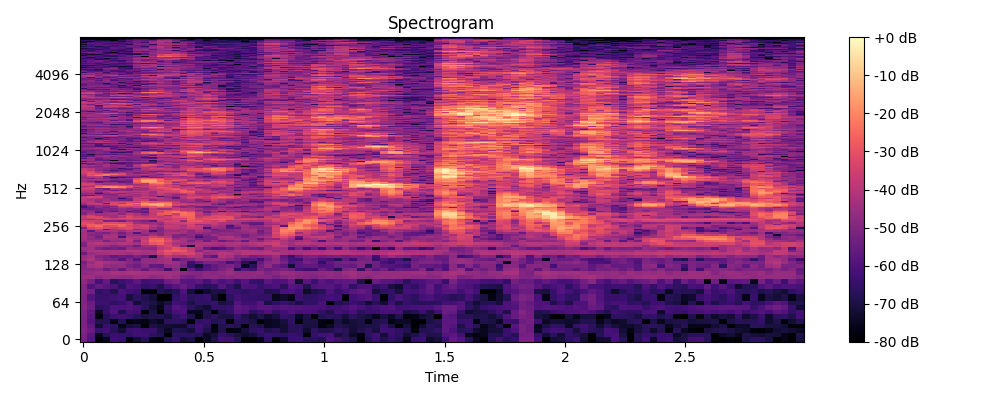 Spectrogram
Hz
4096
2048
1024
512
256
128
64
0
0
0.5
1
1.5
2
2.5
Time
+0 dB
-10 dB
-20 dB
-30 dB
-40 dB
-50 dB
-60 dB
-70 dB
-80 dB